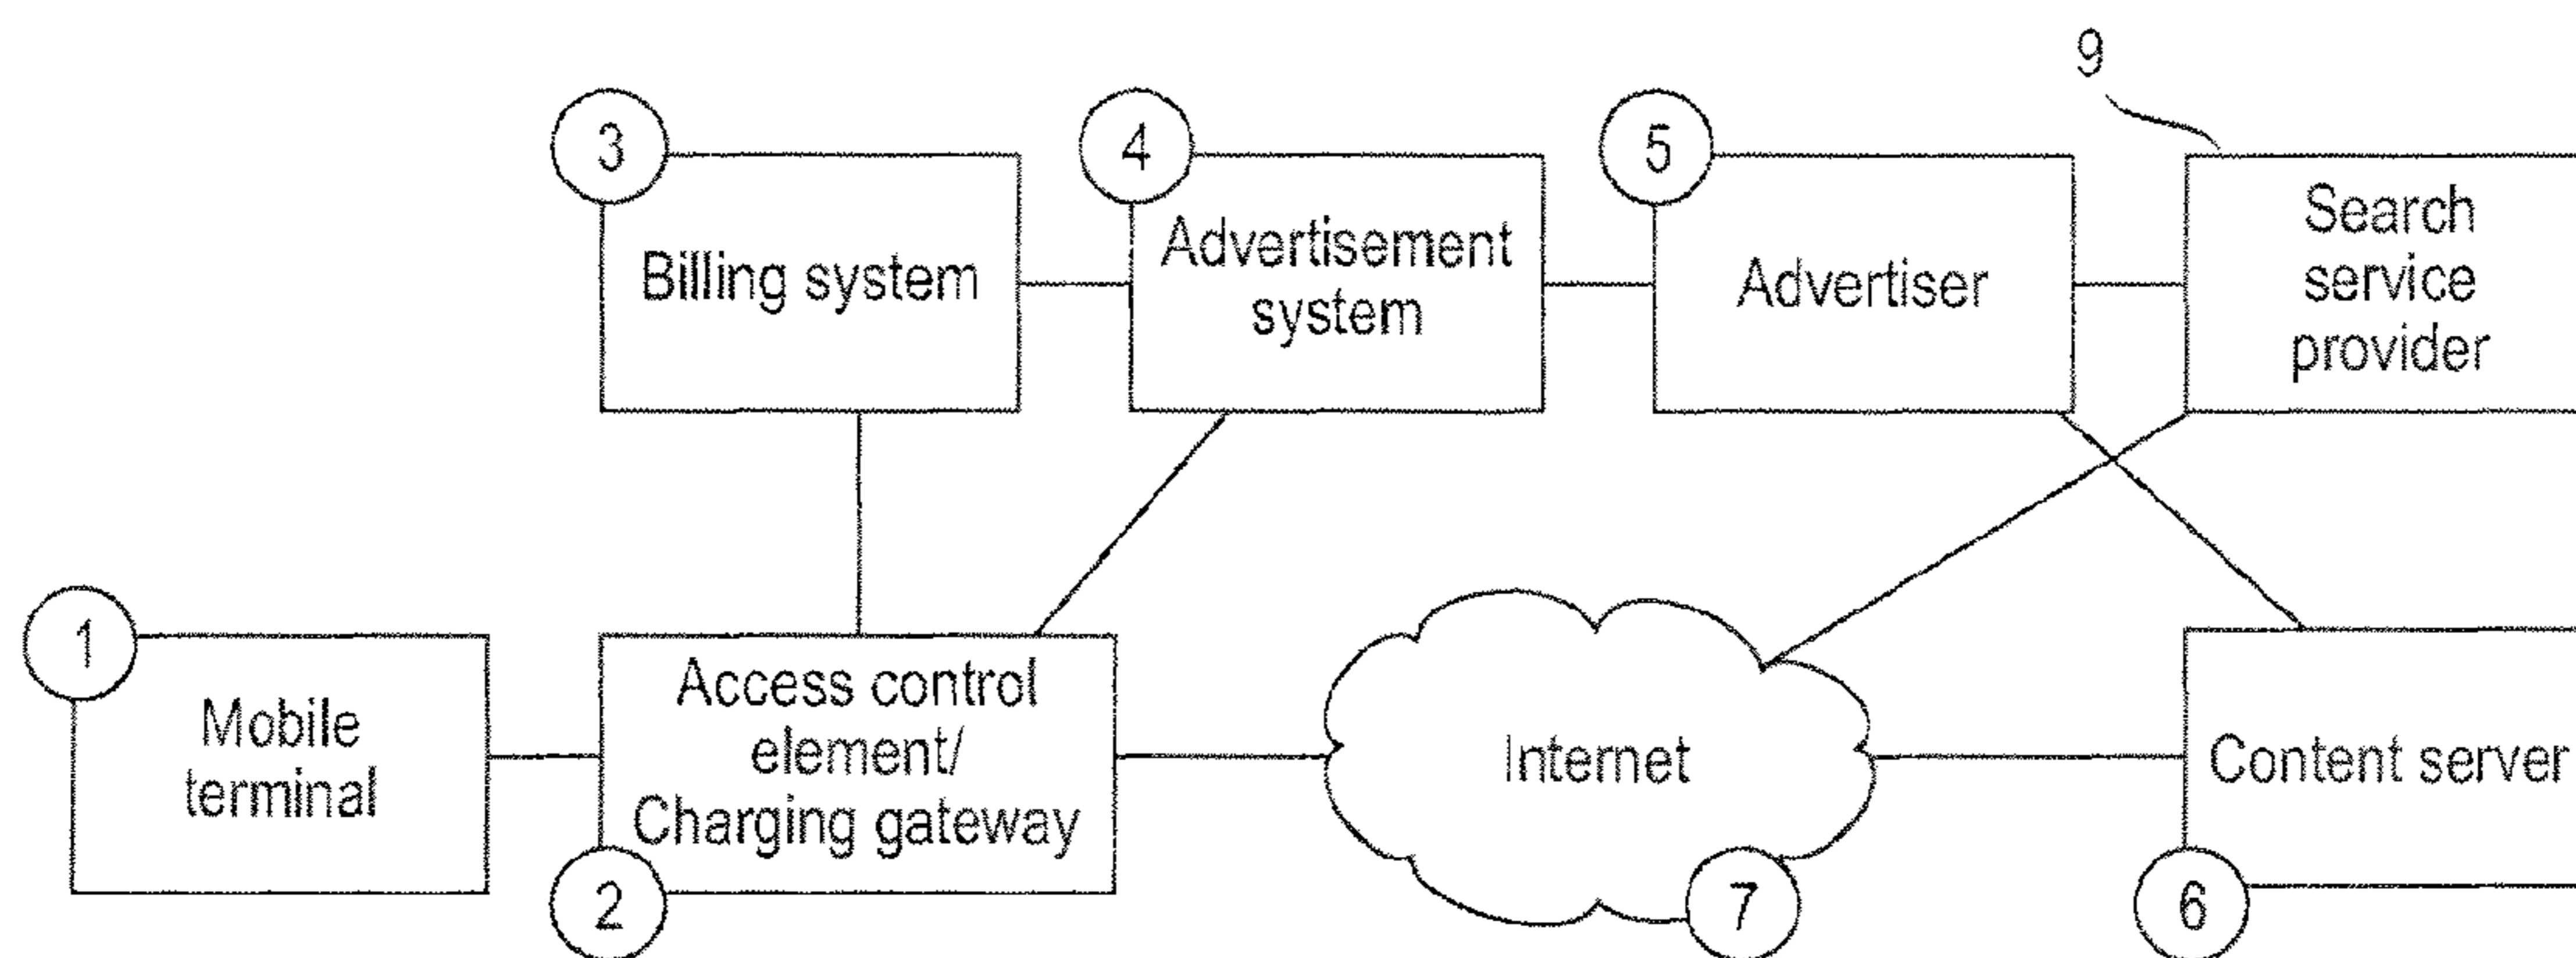 9
3
4
5
Billing system
Advertisement
system
Advertiser
Search
service
provider
1
Mobile
terminal
Access control
element/
Charging gateway
2
Internet
7
Content server
6